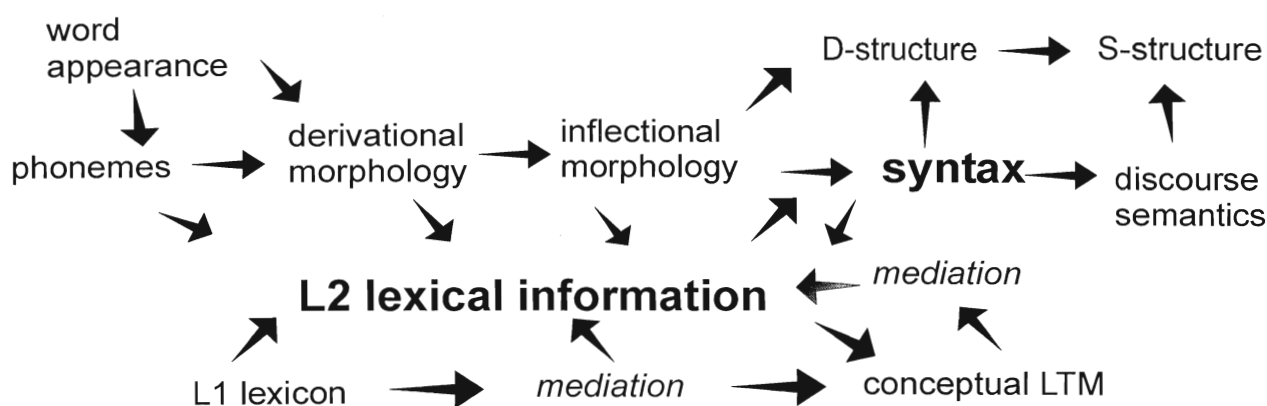 word
appearance
D-structure
S-structure
phonemes
derivational
morphology
inflectional
morphology
syntax
discourse
semantics
L2 lexical information
mediation
L1 lexicon
mediation
conceptual LTM